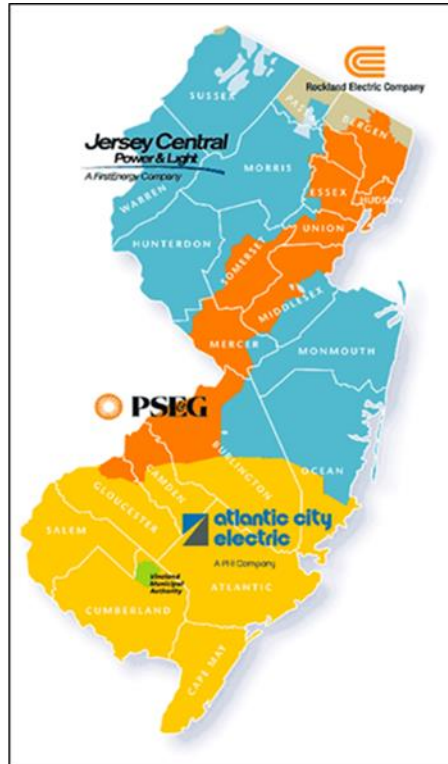 Rockland Electric Company
SUSSEX
PAS
BERGEN
Jersey Central
Power & Light
A FirstEnergy Company
MORRIS
WARREN
ESSEX
HUDSON
UNION
HUNTERDON
SOMERSET
MIDDLESEX
MERCER
MONMOUTH
PSE&G
BURLINGTON
OCEAN
CAMDEN
GLOUCESTER
SALEM
atlantic city
electric
A PHI Company
Vineland
Municipal
Authority
ATLANTIC
CUMBERLAND
CAPE MAY